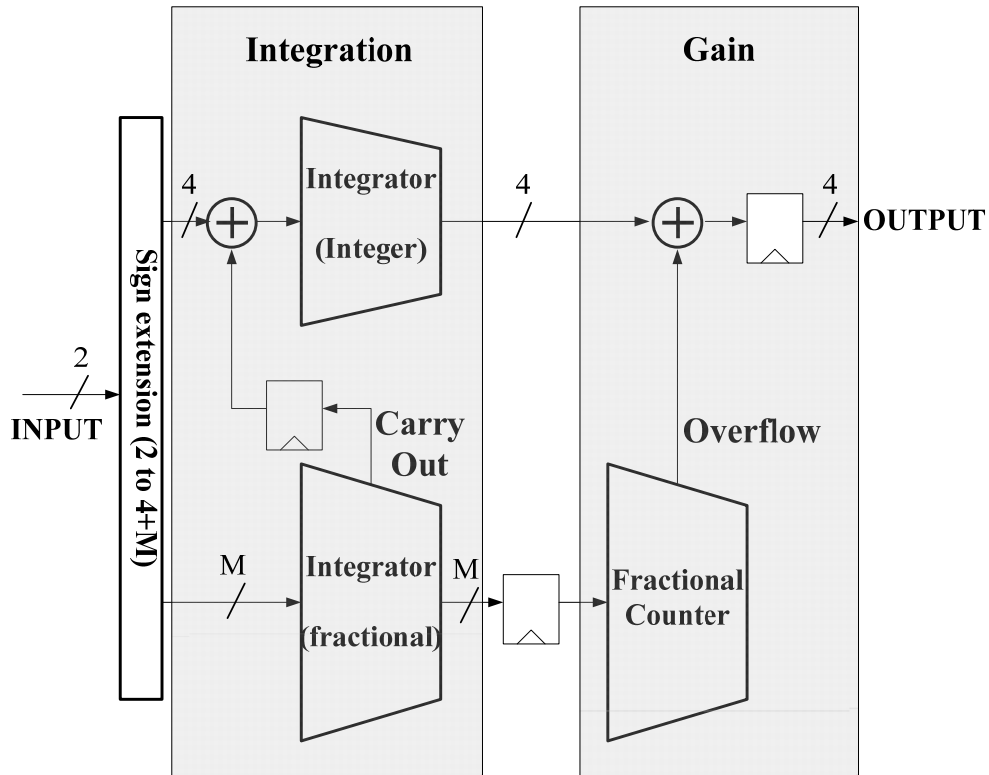 Integration
Gain
4
Integrator
(Integer)
4
4
OUTPUT
Sign extension (2 to 4+M)
2
INPUT
Carry
Out
Overflow
M
Integrator
(fractional)
M
Fractional
Counter